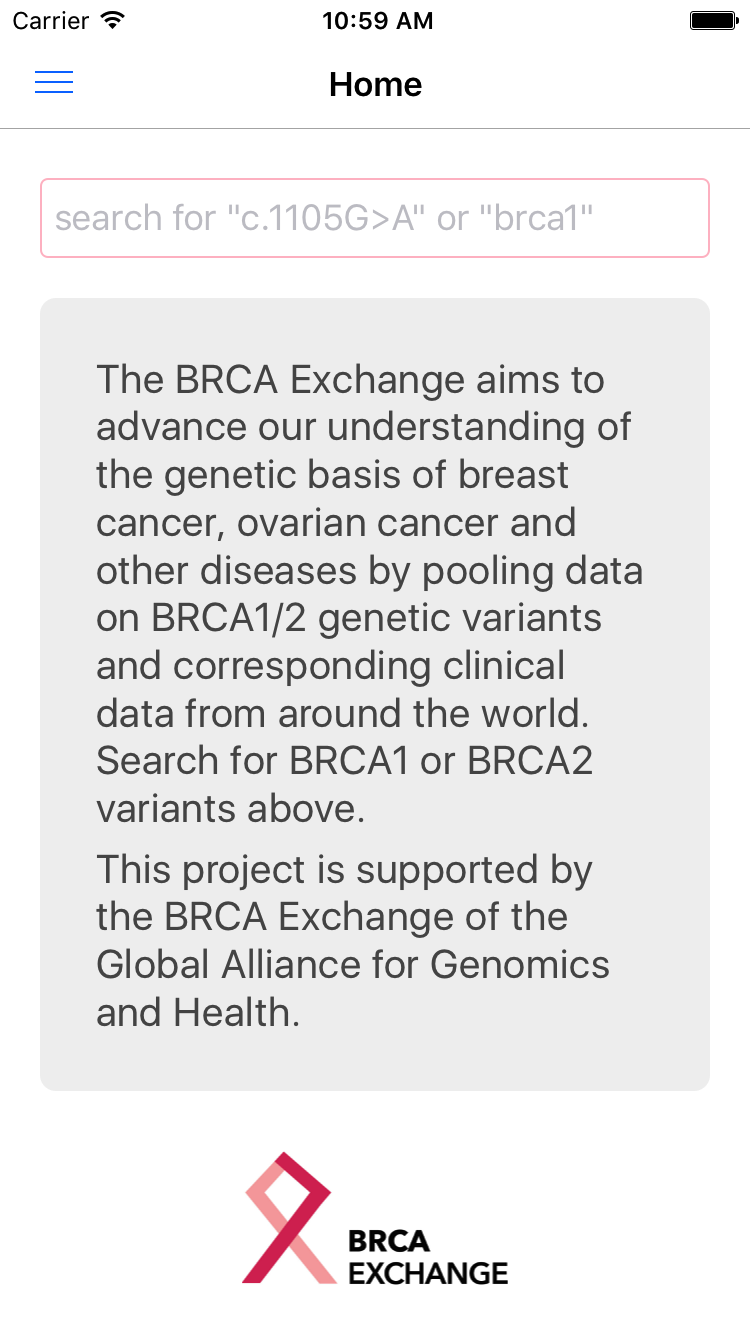 Carrier 10:59 AM
Home
search for "c.1105G>A" or "brca1"
The BRCA Exchange aims to
advance our understanding of
the genetic basis of breast
cancer, ovarian cancer and
other diseases by pooling data
on BRCA1/2 genetic variants
and corresponding clinical
data from around the world.
Search for BRCA1 or BRCA2
variants above.
This project is supported by
the BRCA Exchange of the
Global Alliance for Genomics
and Health.
BRCA
EXCHANGE